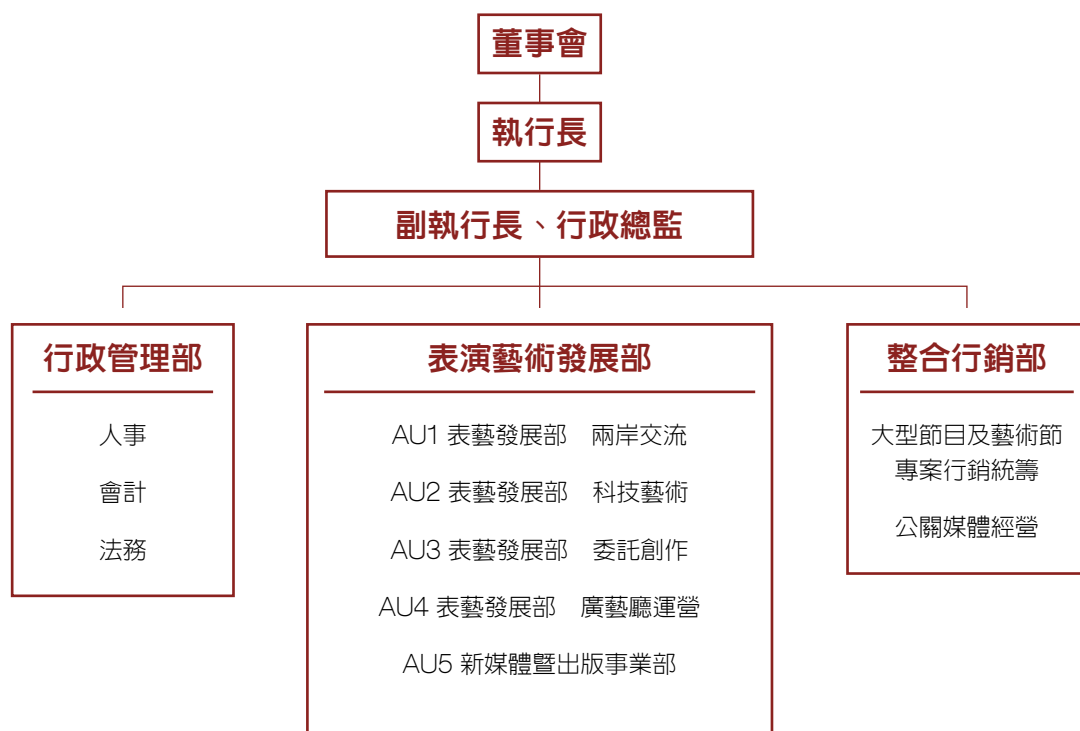 董事會
執行長
副執行長、行政總監
行政管理部
人事
會計
法務
表演藝術發展部
AU1 表藝發展部　兩岸交流
AU2 表藝發展部　科技藝術
AU3 表藝發展部　委託創作
AU4 表藝發展部　廣藝廳運營
AU5 新媒體暨出版事業部
整合行銷部
大型節目及藝術節
專案行銷統籌
公關媒體經營